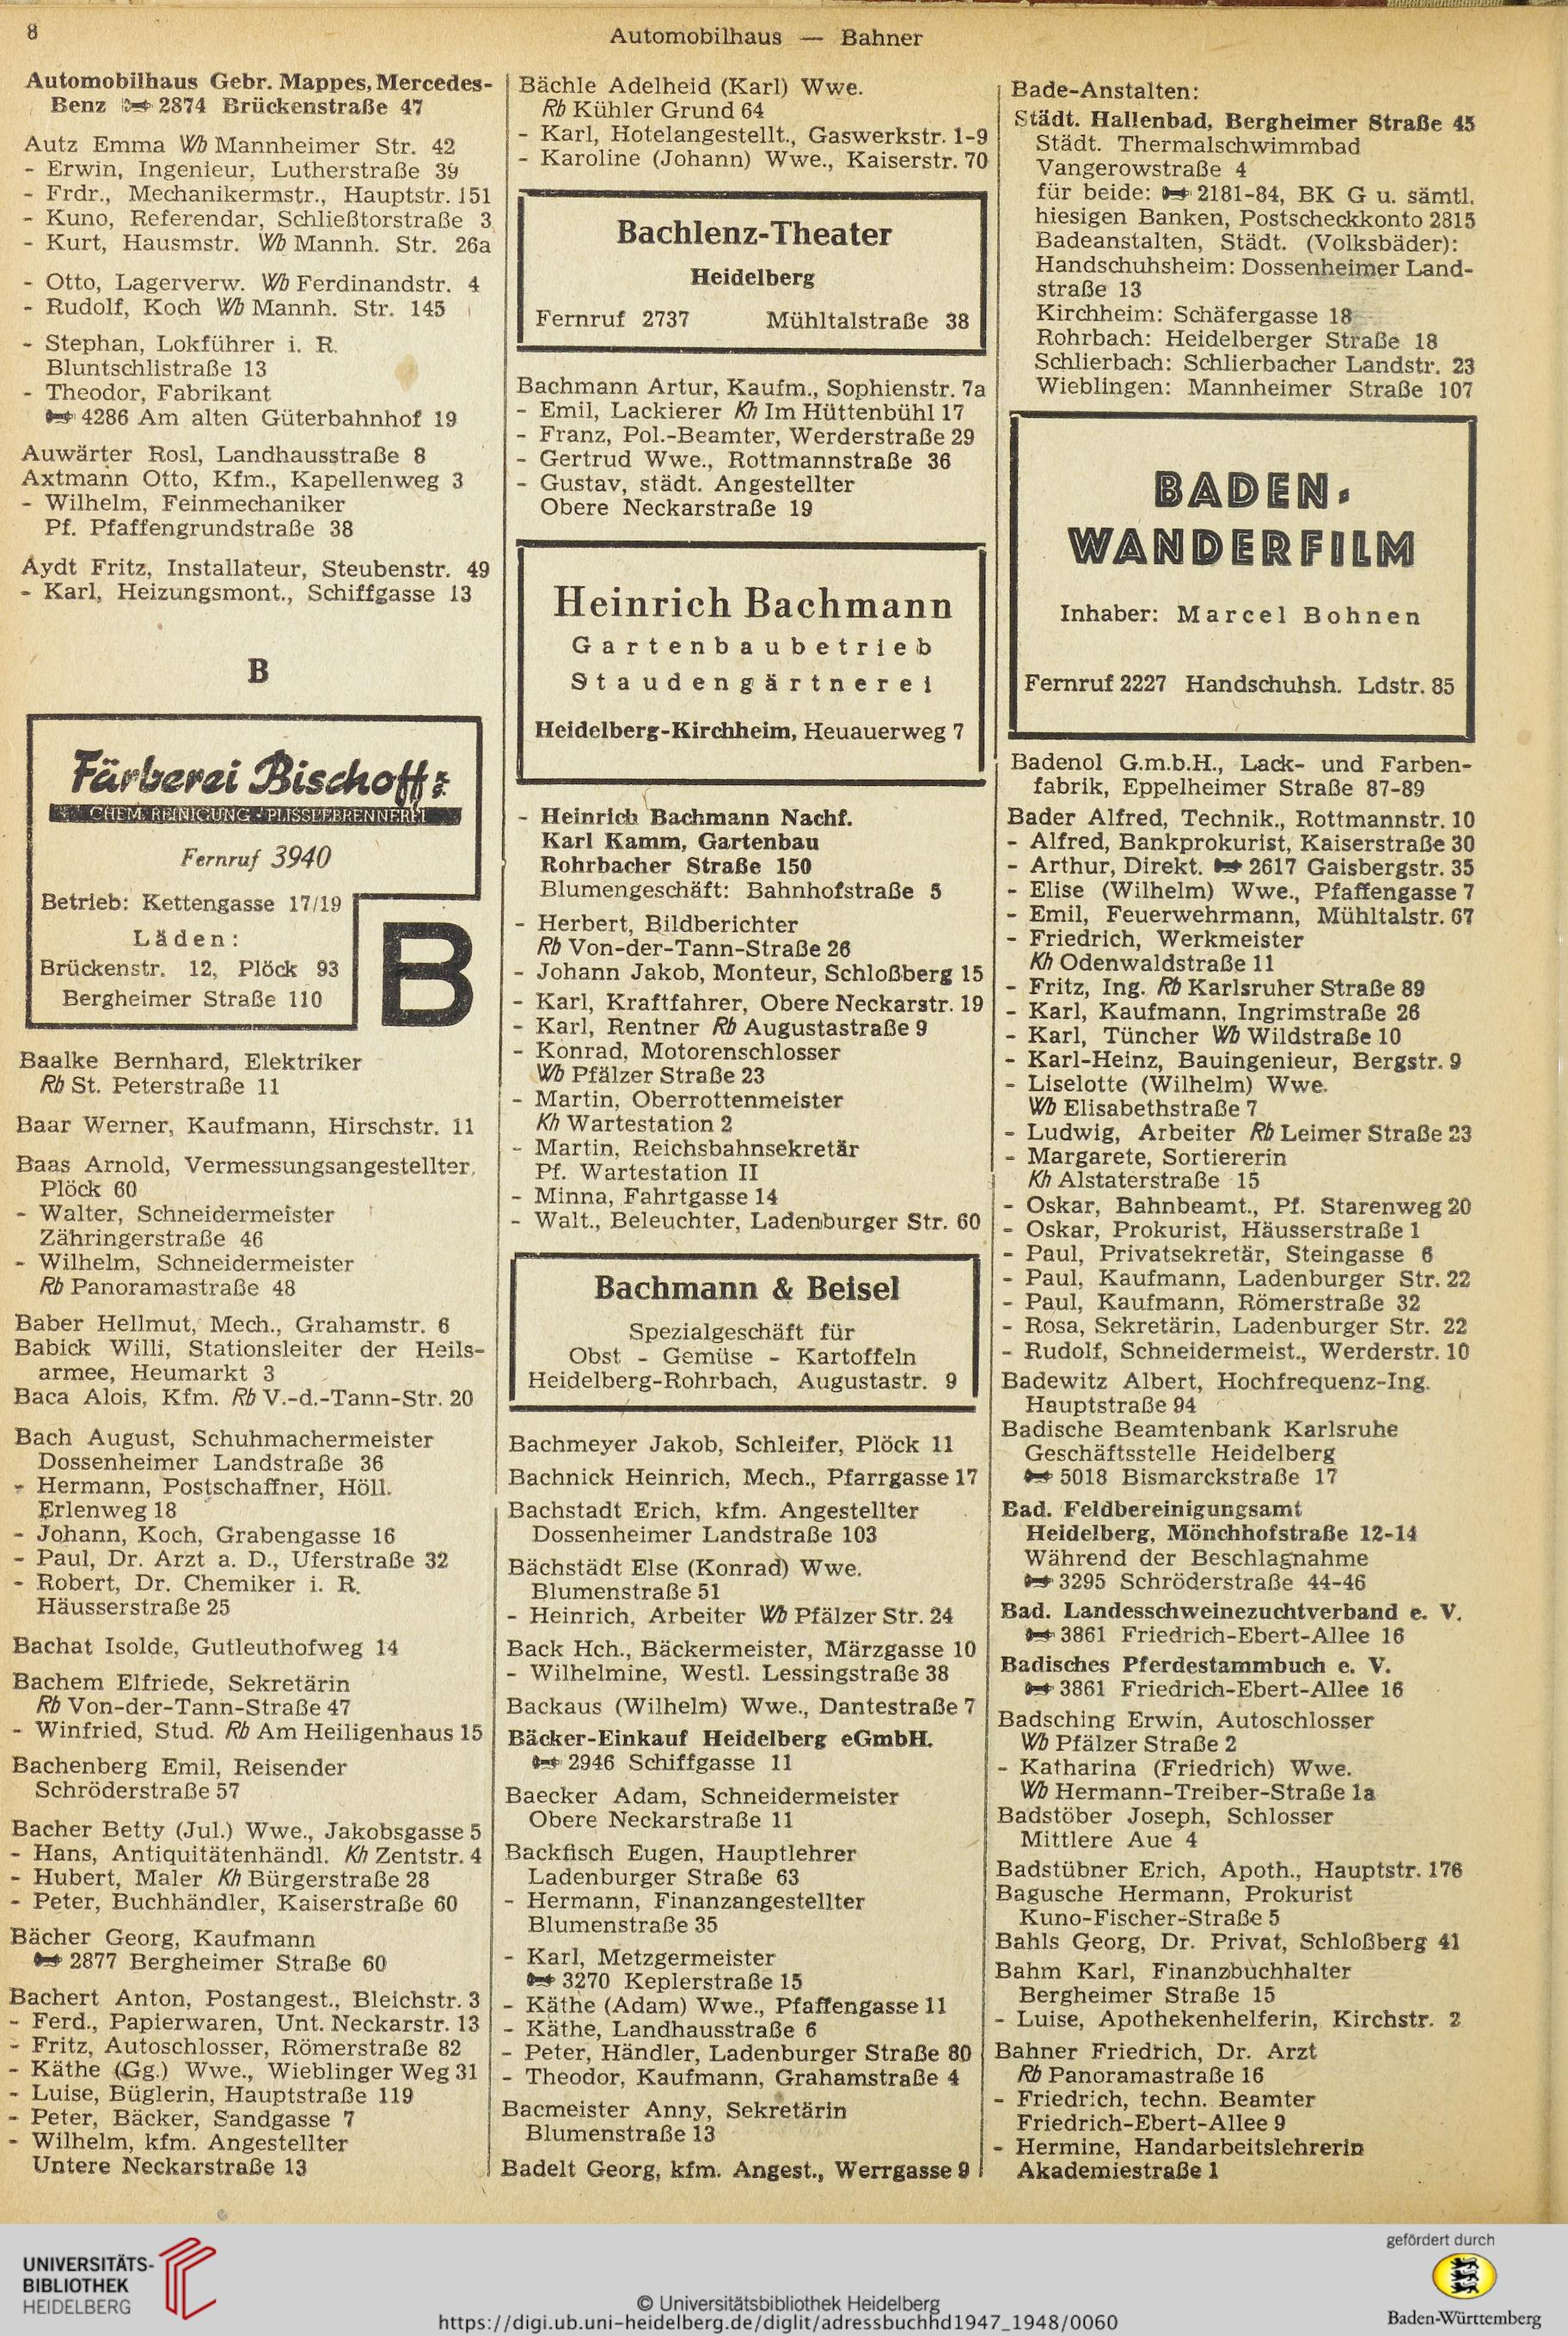 8
Automobilhaus — Bahner
Automobilhaus Gebr. Mappes, Mercedes-
Benz 2874 Brückenstraße 47
Autz Emma Wb Mannheimer Str. 42
- Erwin, Ingenieur, Lutherstraße 39
- Frdr., Mechanikermstr., Hauptstr. 151
- Kuno, Referendar, Schließtorstraße 3
- Kurt, Hausmstr. Wb Mannh. Str. 26a
- Otto, Lagerverw. Wb Ferdinandstr. 4
- Rudolf, Koch Wb Mannh. Str. 145
- Stephan, Lokführer i. R.
Bluntschlistraße 13
- Theodor, Fabrikant
4286 Am alten Güterbahnhof 19
Auwärter Rosl, Landhausstraße 8
Axtmann Otto, Kfm., Kapellenweg 3
- Wilhelm, Feinmechaniker
Pf. Pfaffengrundstraße 38
Aydt Fritz, Installateur, Steubenstr. 49
- Karl, Heizungsmont., Schiffgasse 13
B
Färberei Bischoff
CHEM. REINIGUNG · PLISSEEBRENNEREI
Fernruf 3940
Betrieb: Kettengasse 17/19
Läden:
Brückenstr. 12, Plöck 93
Bergheimer Straße 110
B
Baalke Bernhard, Elektriker
Rb St. Peterstraße 11
Baar Werner, Kaufmann, Hirschstr. 11
Baas Arnold, Vermessungsangestellter,
Plöck 60
- Walter, Schneidermeister
Zähringerstraße 46
- Wilhelm, Schneidermeister
Rb Panoramastraße 48
Baber Hellmut, Mech., Grahamstr. 6
Babick Willi, Stationsleiter der Heils-
armee, Heumarkt 3
Baca Alois, Kfm. Rb V.-d.-Tann-Str. 20
Bach August, Schuhmachermeister
Dossenheimer Landstraße 36
- Hermann, Postschaffner, Höll.
Erlenweg 18
- Johann, Koch, Grabengasse 16
- Paul, Dr. Arzt a. D., Uferstraße 32
- Robert, Dr. Chemiker i. R.
Häusserstraße 25
Bachat Isolde, Gutleuthofweg 14
Bachem Elfriede, Sekretärin
Rb Von-der-Tann-Straße 47
- Winfried, Stud. Rb Am Heiligenhaus 15
Bachenberg Emil, Reisender
Schröderstraße 57
Bacher Betty (Jul.) Wwe., Jakobsgasse 5
- Hans, Antiquitätenhändl. Kh Zentstr. 4
- Hubert, Maler Kh Bürgerstraße 28
- Peter, Buchhändler, Kaiserstraße 60
Bächer Georg, Kaufmann
2877 Bergheimer Straße 60
Bachert Anton, Postangest., Bleichstr. 3
- Ferd., Papierwaren, Unt. Neckarstr. 13
- Fritz, Autoschlosser, Römerstraße 82
- Käthe (Gg.) Wwe., Wieblinger Weg 31
- Luise, Büglerin, Hauptstraße 119
- Peter, Bäcker, Sandgasse 7
- Wilhelm, kfm. Angestellter
Untere Neckarstraße 13
Bächle Adelheid (Karl) Wwe.
Rb Kühler Grund 64
- Karl, Hotelangestellt., Gaswerkstr. 1-9
- Karoline (Johann) Wwe., Kaiserstr. 70
Bachlenz-Theater
Heidelberg
Fernruf 2737 Mühltalstraße 38
Bachmann Artur, Kaufm., Sophienstr. 7a
- Emil, Lackierer Kh Im Hüttenbühl 17
- Franz, Pol.-Beamter, Werderstraße 29
- Gertrud Wwe., Rottmannstraße 36
- Gustav, städt. Angestellter
Obere Neckarstraße 19
Heinrich Bachmann
Gartenbaubetrieb
Staudengärtnerei
Heidelberg-Kirchheim, Heuauerweg 7
- Heinrich Bachmann Nachf.
Karl Kamm, Gartenbau
Rohrbacher Straße 150
Blumengeschäft: Bahnhofstraße 5
- Herbert, Bildberichter
Rb Von-der-Tann-Straße 26
- Johann Jakob, Monteur, Schloßberg 15
- Karl, Kraftfahrer, Obere Neckarstr. 19
- Karl, Rentner Rb Augustastraße 9
- Konrad, Motorenschlosser
Wb Pfälzer Straße 23
- Martin, Oberrottenmeister
Kh Wartestation 2
- Martin, Reichsbahnsekretär
Pf. Wartestation II
- Minna, Fahrtgasse 14
- Walt., Beleuchter, Ladenburger Str. 60
Bachmann & Beisel
Spezialgeschäft für
Obst - Gemüse - Kartoffeln
Heidelberg-Rohrbach, Augustastr. 9
Bachmeyer Jakob, Schleifer, Plöck 11
Bachnick Heinrich, Mech., Pfarrgasse 17
Bachstadt Erich, kfm. Angestellter
Dossenheimer Landstraße 103
Bächstädt Else (Konrad) Wwe.
Blumenstraße 51
- Heinrich, Arbeiter Wb Pfälzer Str. 24
Back Hch., Bäckermeister, Märzgasse 10
- Wilhelmine, Westl. Lessingstraße 38
Backaus (Wilhelm) Wwe., Dantestraße 7
Bäcker-Einkauf Heidelberg eGmbH.
2946 Schiffgasse 11
Baecker Adam, Schneidermeister
Obere Neckarstraße 11
Backfisch Eugen, Hauptlehrer
Ladenburger Straße 63
- Hermann, Finanzangestellter
Blumenstraße 35
- Karl, Metzgermeister
3270 Keplerstraße 15
- Käthe (Adam) Wwe., Pfaffengasse 11
- Käthe, Landhausstraße 6
- Peter, Händler, Ladenburger Straße 80
- Theodor, Kaufmann, Grahamstraße 4
Bacmeister Anny, Sekretärin
Blumenstraße 13
Badelt Georg, kfm. Angest., Werrgasse 9
Bade-Anstalten:
Städt. Hallenbad, Bergheimer Straße 45
Städt. Thermalschwimmbad
Vangerowstraße 4
für beide: 2181-84, BK G u. sämtl.
hiesigen Banken, Postscheckkonto 2815
Badeanstalten, Städt. (Volksbäder):
Handschuhsheim: Dossenheimer Land-
straße 13
Kirchheim: Schäfergasse 18
Rohrbach: Heidelberger Straße 18
Schlierbach: Schlierbacher Landstr. 23
Wieblingen: Mannheimer Straße 107
BADEN-
WANDERFILM
Inhaber: Marcel Bohnen
Fernruf 2227 Handschuhsh. Ldstr. 85
Badenol G.m.b.H., Lack- und Farben-
fabrik, Eppelheimer Straße 87-89
Bader Alfred, Technik., Rottmannstr. 10
- Alfred, Bankprokurist, Kaiserstraße 30
- Arthur, Direkt. 2617 Gaisbergstr. 35
- Elise (Wilhelm) Wwe., Pfaffengasse 7
- Emil, Feuerwehrmann, Mühltalstr. 67
- Friedrich, Werkmeister
Kh Odenwaldstraße 11
- Fritz, Ing. Rb Karlsruher Straße 89
- Karl, Kaufmann, Ingrimstraße 26
- Karl, Tüncher Wb Wildstraße 10
- Karl-Heinz, Bauingenieur, Bergstr. 9
- Liselotte (Wilhelm) Wwe.
Wb Elisabethstraße 7
- Ludwig, Arbeiter Rb Leimer Straße 23
- Margarete, Sortiererin
Kh Alstaterstraße 15
- Oskar, Bahnbeamt., Pf. Starenweg 20
- Oskar, Prokurist, Häusserstraße 1
- Paul, Privatsekretär, Steingasse 6
- Paul, Kaufmann, Ladenburger Str. 22
- Paul, Kaufmann, Römerstraße 32
- Rosa, Sekretärin, Ladenburger Str. 22
- Rudolf, Schneidermeist., Werderstr. 10
Badewitz Albert, Hochfrequenz-Ing.
Hauptstraße 94
Badische Beamtenbank Karlsruhe
Geschäftsstelle Heidelberg
5018 Bismarckstraße 17
Bad. Feldbereinigungsamt
Heidelberg, Mönchhofstraße 12-14
Während der Beschlagnahme
3295 Schröderstraße 44-46
Bad. Landesschweinezuchtverband e. V.
3861 Friedrich-Ebert-Allee 16
Badisches Pferdestammbuch e. V.
3861 Friedrich-Ebert-Allee 16
Badsching Erwin, Autoschlosser
Wb Pfälzer Straße 2
- Katharina (Friedrich) Wwe.
Wb Hermann-Treiber-Straße 1a
Badstöber Joseph, Schlosser
Mittlere Aue 4
Badstübner Erich, Apoth., Hauptstr. 176
Bagusche Hermann, Prokurist
Kuno-Fischer-Straße 5
Bahls Georg, Dr. Privat, Schloßberg 41
Bahm Karl, Finanzbuchhalter
Bergheimer Straße 15
- Luise, Apothekenhelferin, Kirchstr. 2
Bahner Friedrich, Dr. Arzt
Rb Panoramastraße 16
- Friedrich, techn. Beamter
Friedrich-Ebert-Allee 9
- Hermine, Handarbeitslehrerin
Akademiestraße 1
UNIVERSITÄTS-
BIBLIOTHEK
HEIDELBERG
© Universitätsbibliothek Heidelberg
https://digi.ub.uni-heidelberg.de/diglit/adressbuchhd1947_1948/0060
gefördert durch
Baden-Württemberg